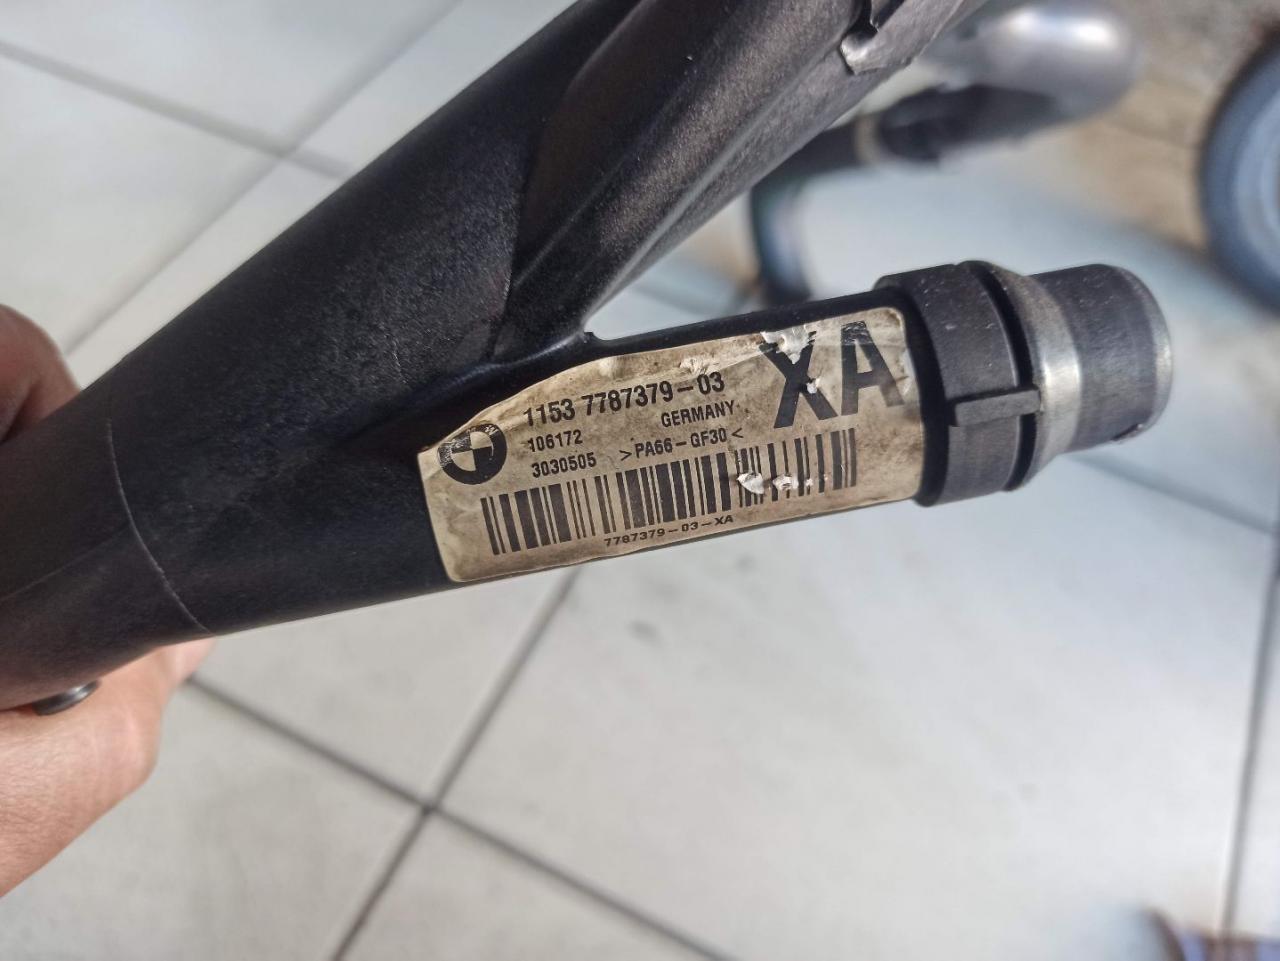 1153 7787379-03
XA
106172 GERMANY
3030505 >PA66-GF30<
7787379-03-XA